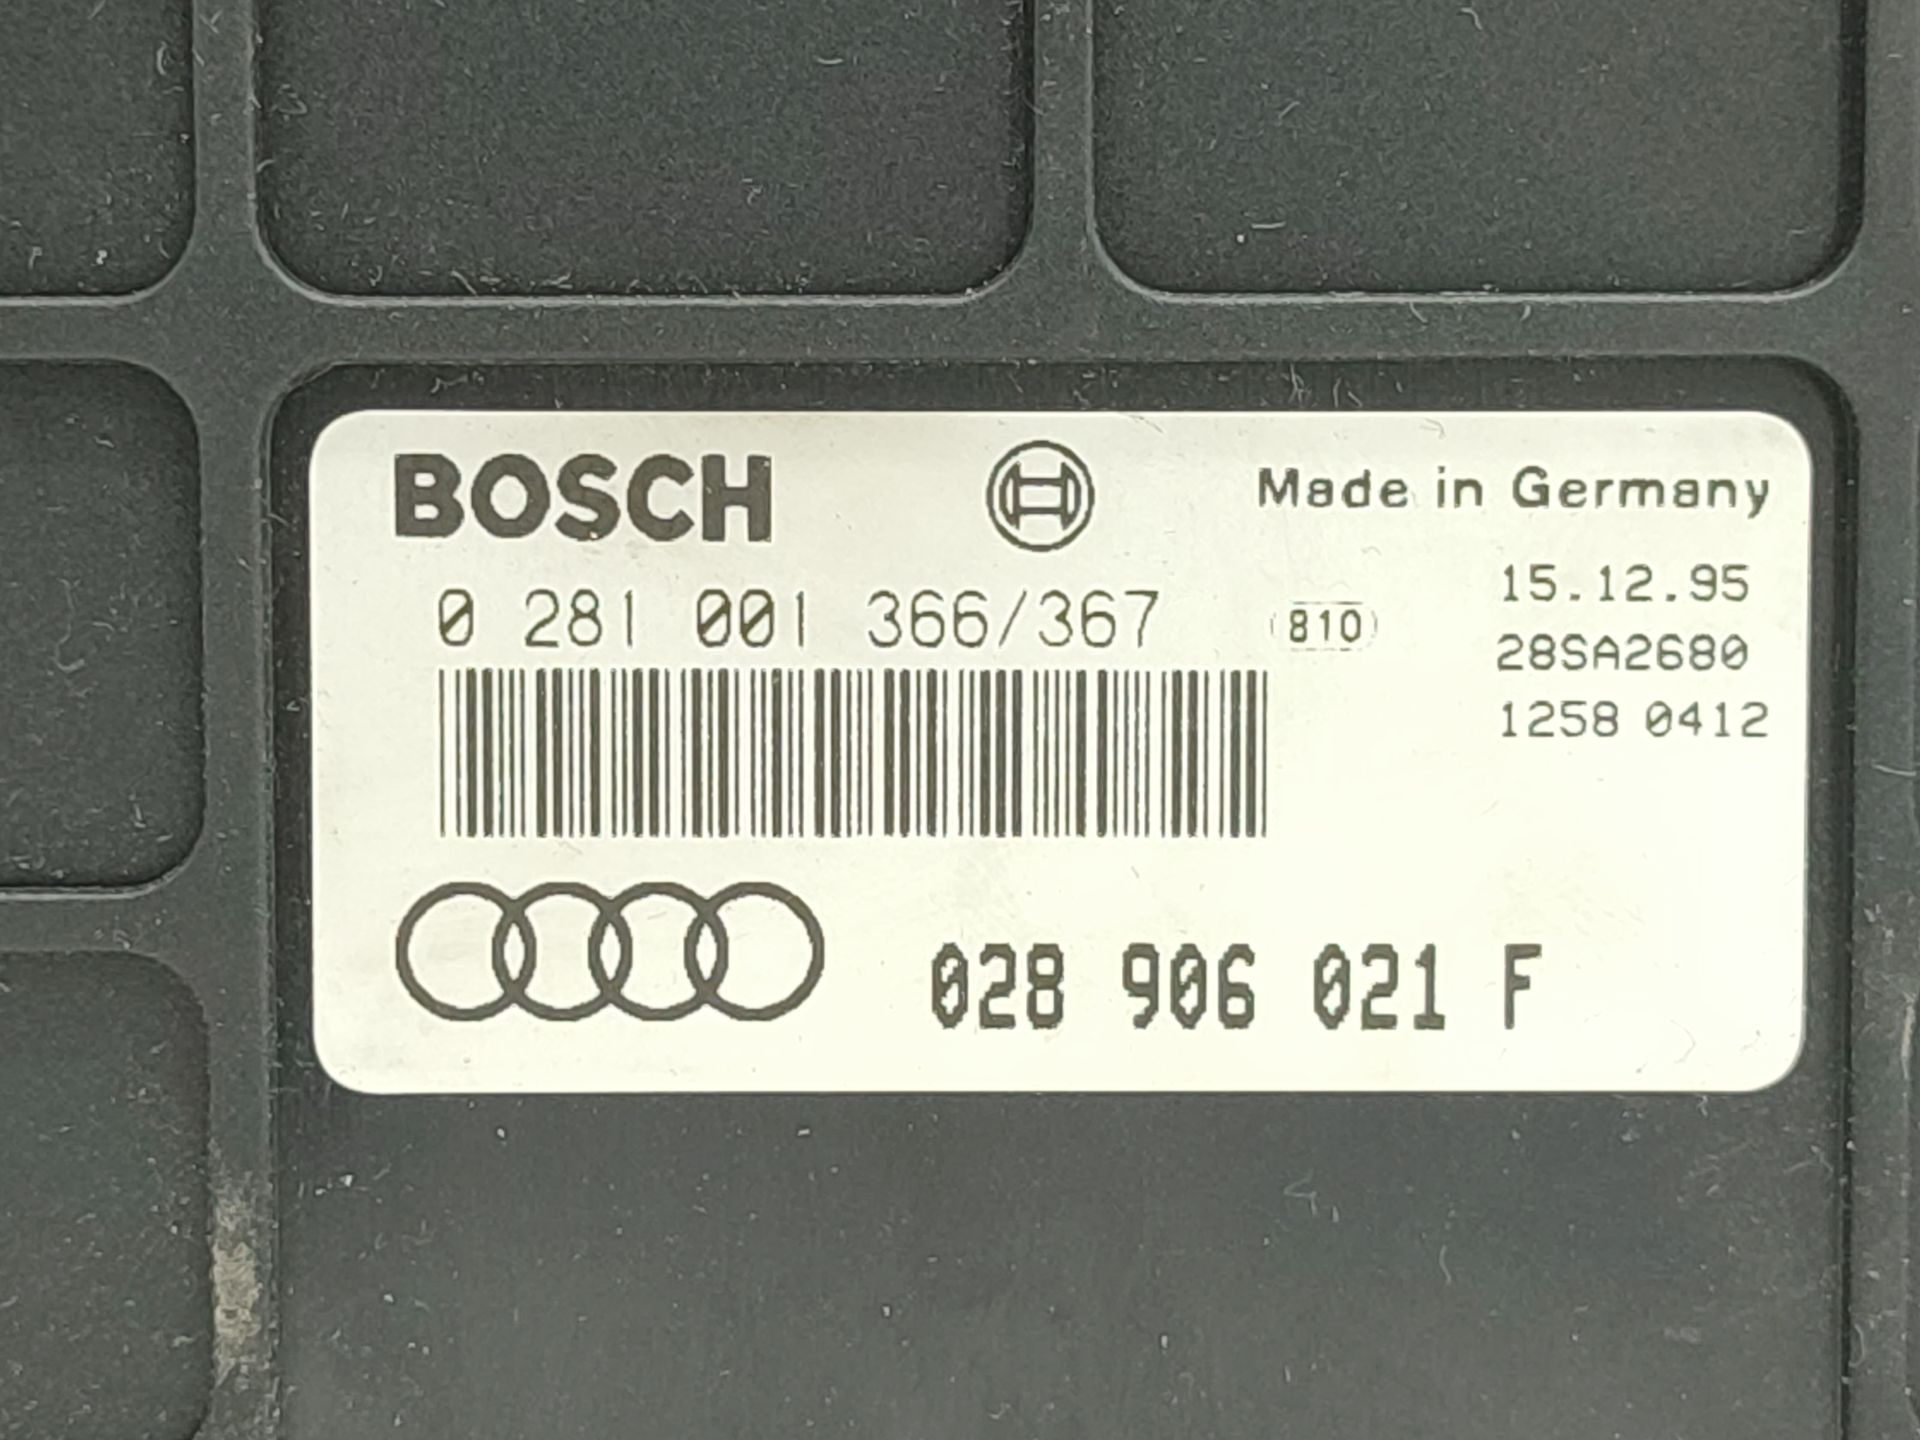 BOSCH
Made in Germany
0 281 001 366/367
810
15.12.95
28SA2680
1258 0412
028 906 021 F